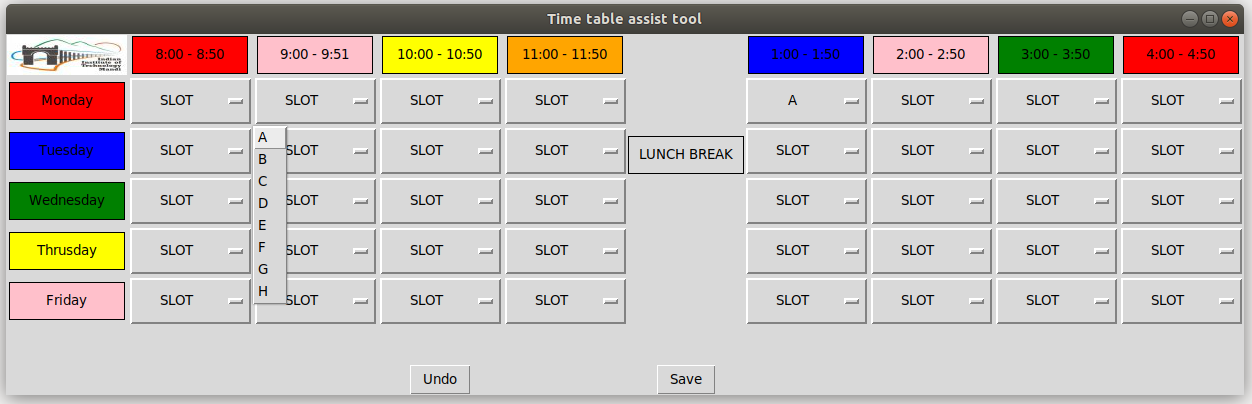 Time table assist tool
Indian
Institute of
Technology
Mandi
8:00 - 8:50 9:00 - 9:51 10:00 - 10:50 11:00 - 11:50 1:00 - 1:50 2:00 - 2:50 3:00 - 3:50 4:00 - 4:50
Monday SLOT SLOT SLOT SLOT A SLOT SLOT SLOT
A
Tuesday SLOT SLOT SLOT SLOT LUNCH BREAK SLOT SLOT SLOT SLOT
B
C
Wednesday SLOT SLOT SLOT SLOT SLOT SLOT SLOT SLOT
D
E
Thrusday SLOT SLOT SLOT SLOT SLOT SLOT SLOT SLOT
F
G
Friday SLOT SLOT SLOT SLOT SLOT SLOT SLOT SLOT
H
Undo Save